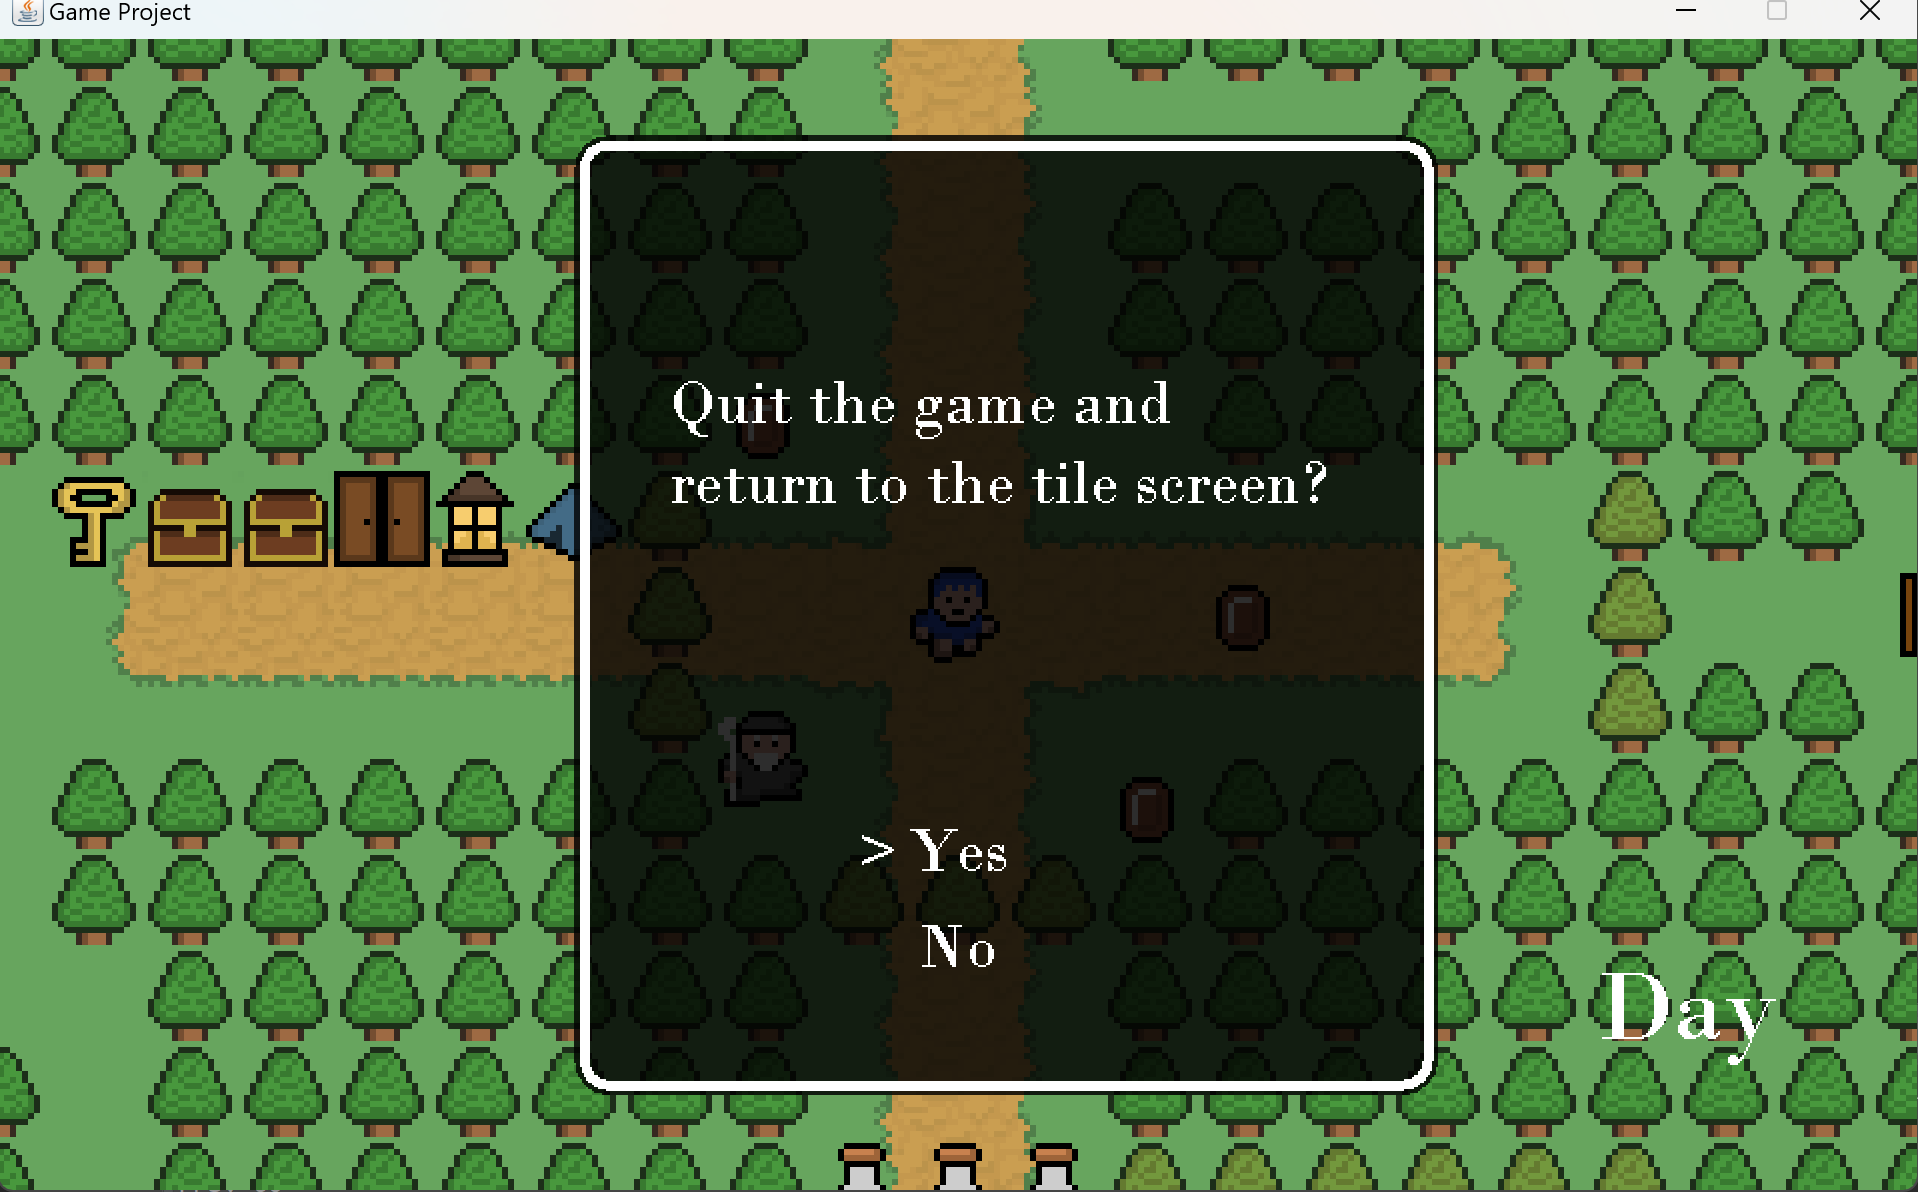 Game Project
Quit the game and
return to the tile screen?
> Yes
No
Day